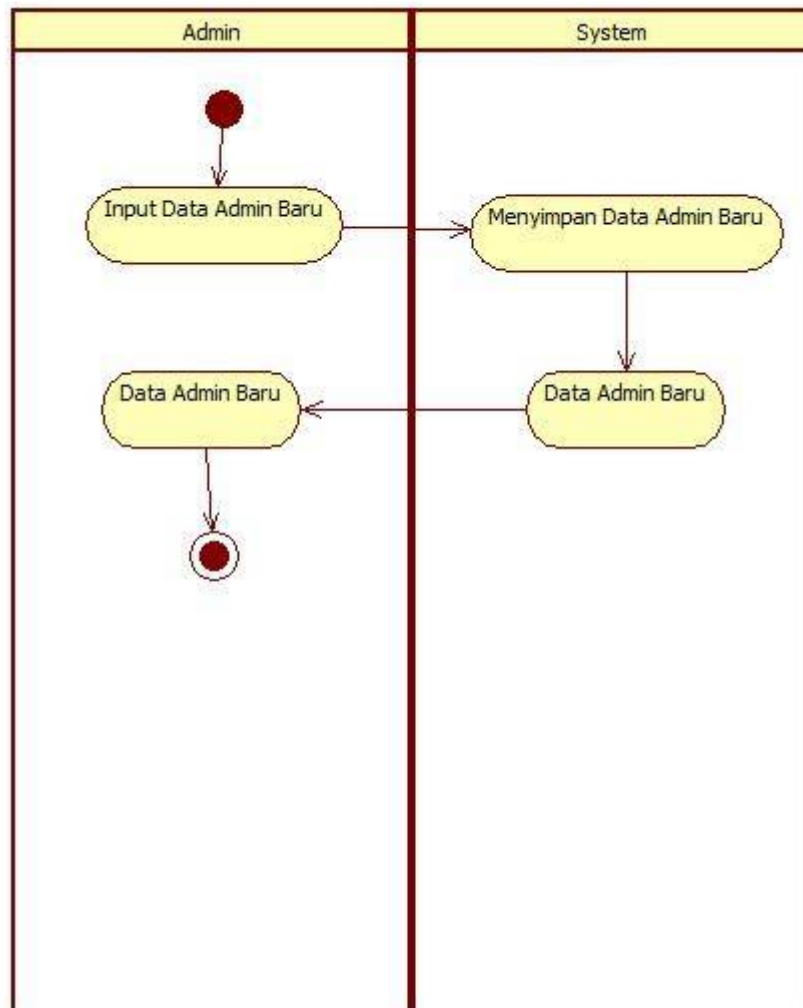 Admin
System
Input Data Admin Baru
Menyimpan Data Admin Baru
Data Admin Baru
Data Admin Baru